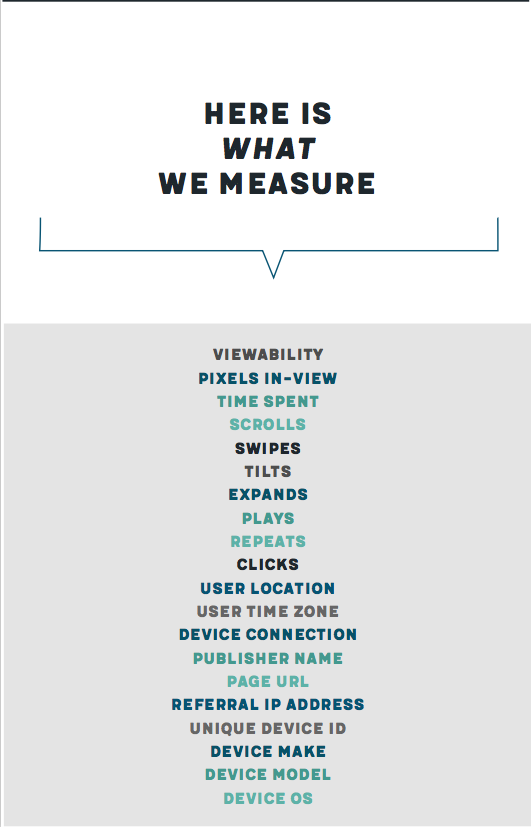 HERE IS
WHAT
WE MEASURE
VIEWABILITY
PIXELS IN-VIEW
TIME SPENT
SCROLLS
SWIPES
TILTS
EXPANDS
PLAYS
REPEATS
CLICKS
USER LOCATION
USER TIME ZONE
DEVICE CONNECTION
PUBLISHER NAME
PAGE URL
REFERRAL IP ADDRESS
UNIQUE DEVICE ID
DEVICE MAKE
DEVICE MODEL
DEVICE OS